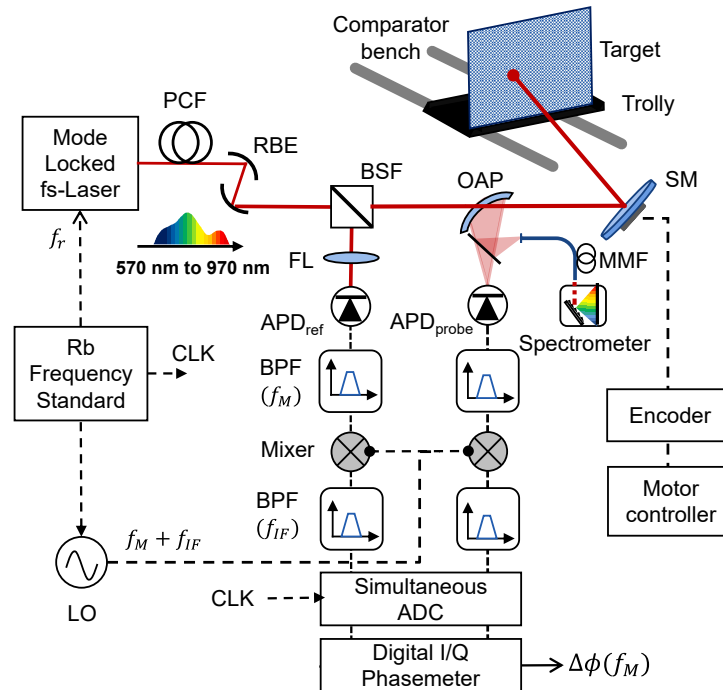 Comparator
bench
Target
Trolly
PCF
RBE
Mode
Locked
fs-Laser
BSF
OAP
SM
f_r
570 nm to 970 nm
FL
MMF
APD_ref
APD_probe
Spectrometer
Rb
Frequency
Standard
CLK
BPF
(f_M)
Encoder
Mixer
Motor
controller
BPF
(f_IF)
f_M + f_IF
LO
CLK
Simultaneous
ADC
Digital I/Q
Phasemeter
Δϕ(f_M)